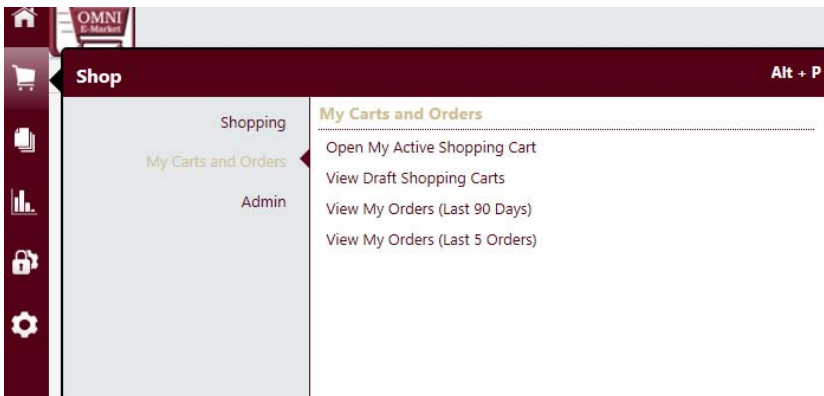 OMNI
E-Market
Shop
Alt + P
Shopping
My Carts and Orders
Admin
My Carts and Orders
Open My Active Shopping Cart
View Draft Shopping Carts
View My Orders (Last 90 Days)
View My Orders (Last 5 Orders)